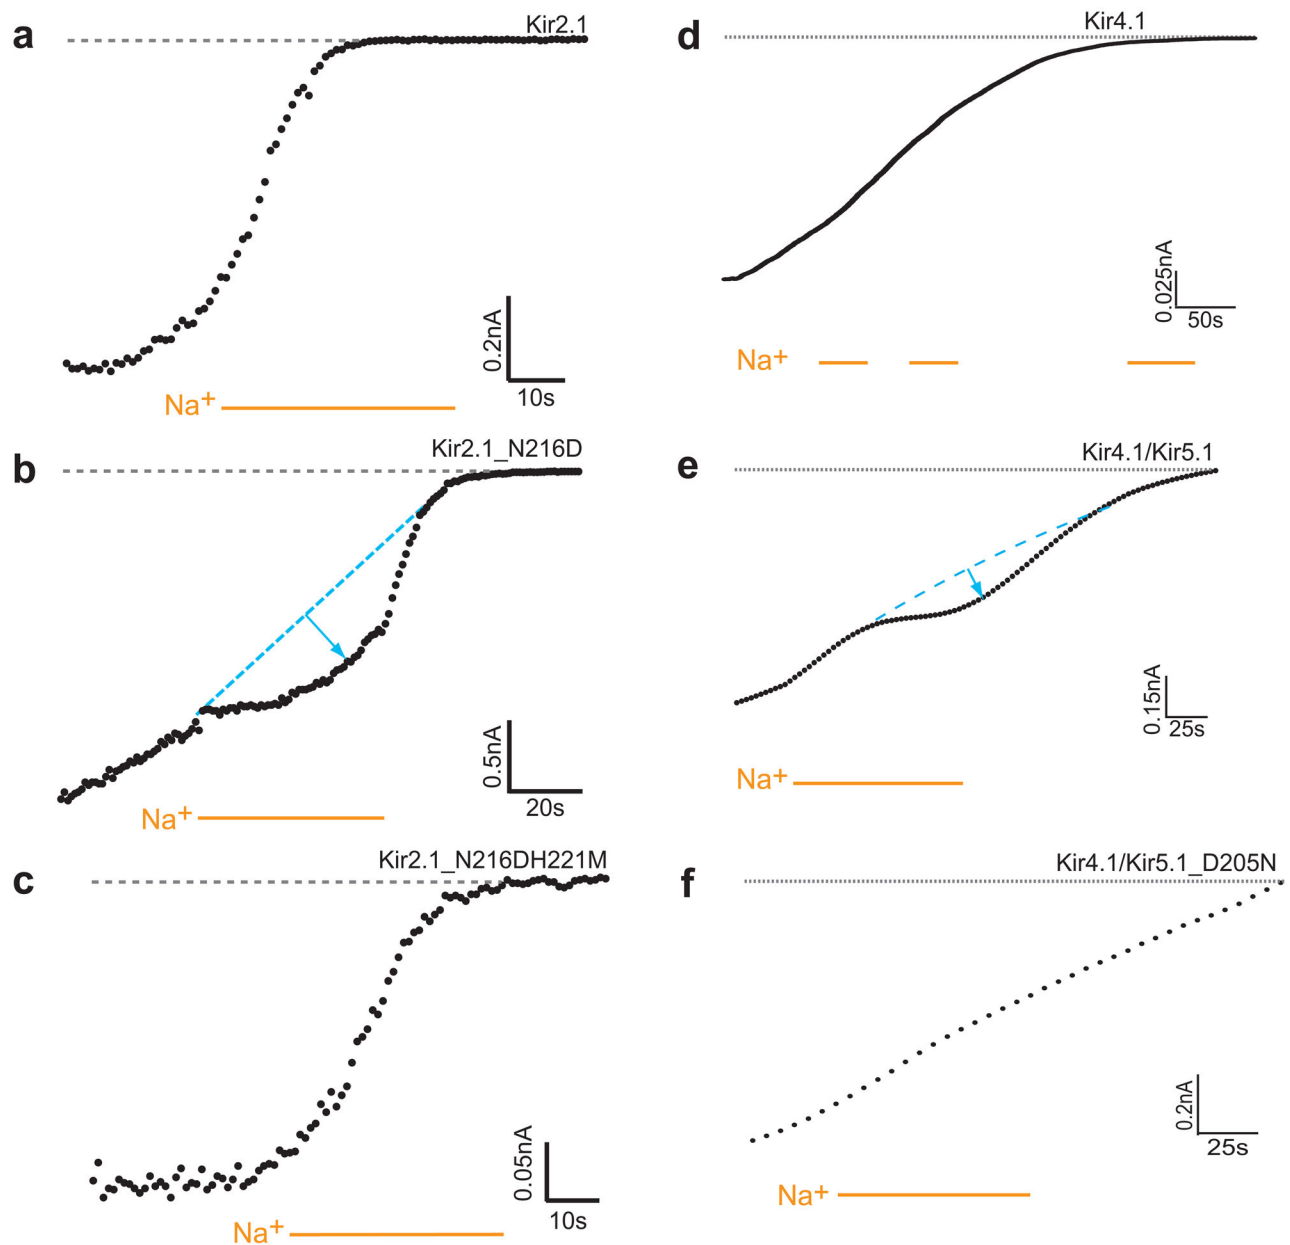 a
Kir2.1
0.2nA
10s
Na+
b
Kir2.1_N216D
0.5nA
20s
Na+
c
Kir2.1_N216DH221M
0.05nA
10s
Na+
d
Kir4.1
0.025nA
50s
Na+
e
Kir4.1/Kir5.1
0.15nA
25s
Na+
f
Kir4.1/Kir5.1_D205N
0.2nA
25s
Na+